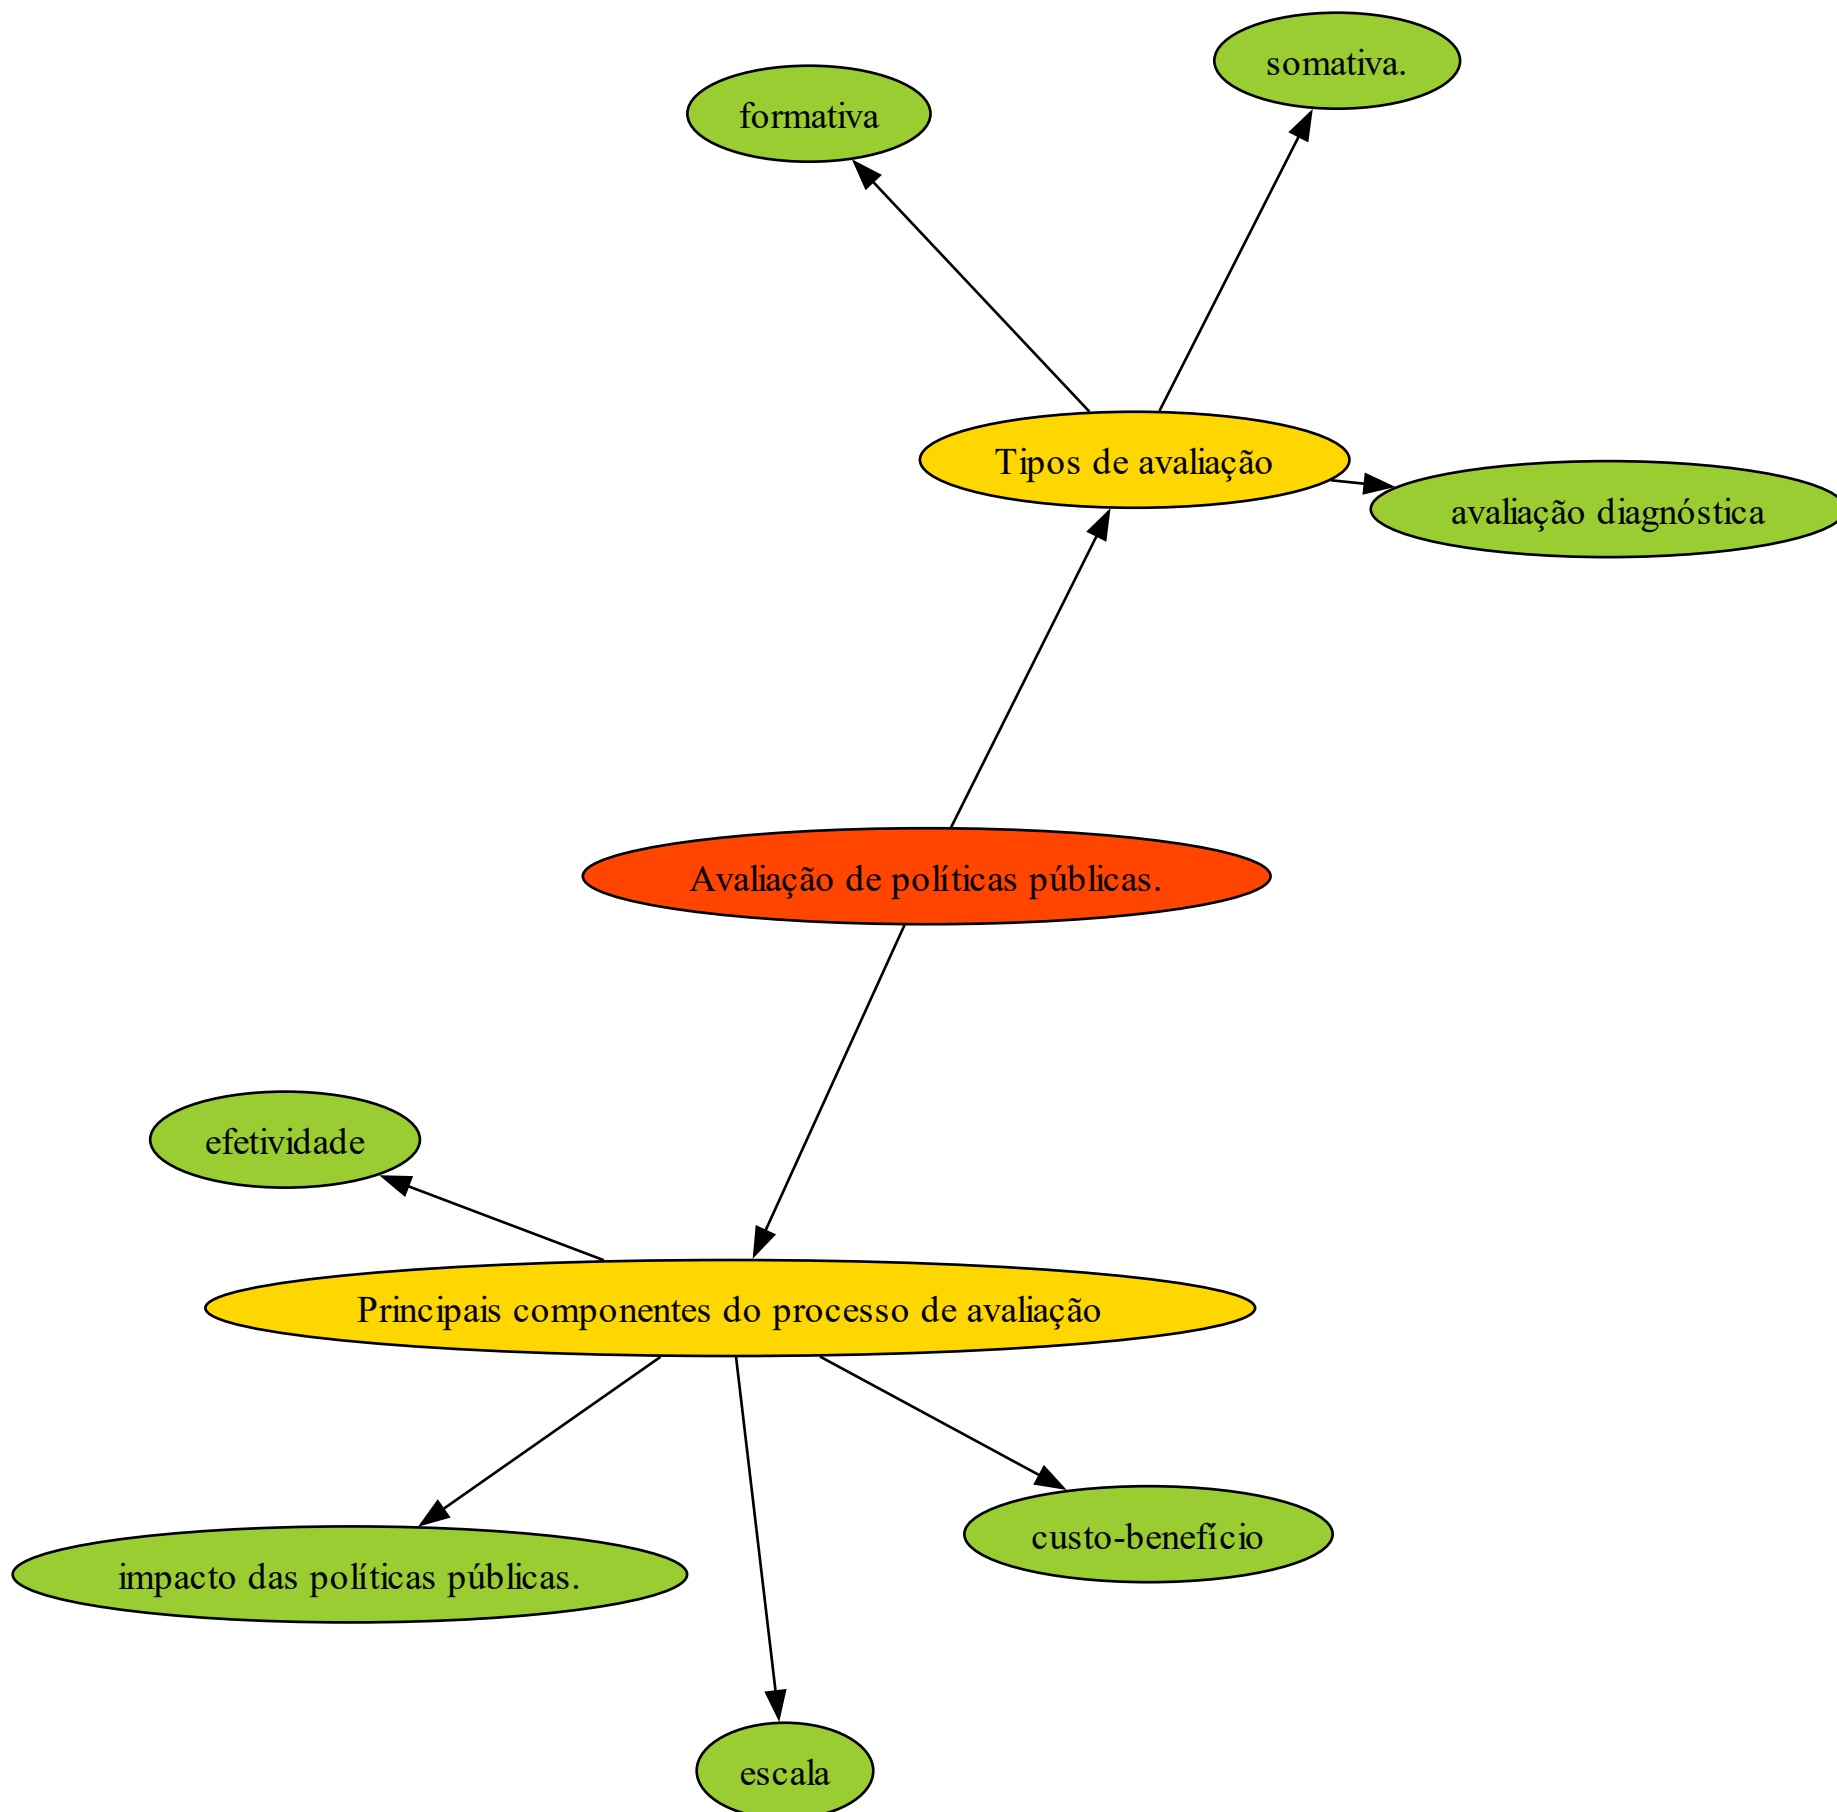 somativa.
formativa
Tipos de avaliação
avaliação diagnóstica
Avaliação de políticas públicas.
efetividade
Principais componentes do processo de avaliação
custo-benefício
impacto das políticas públicas.
escala